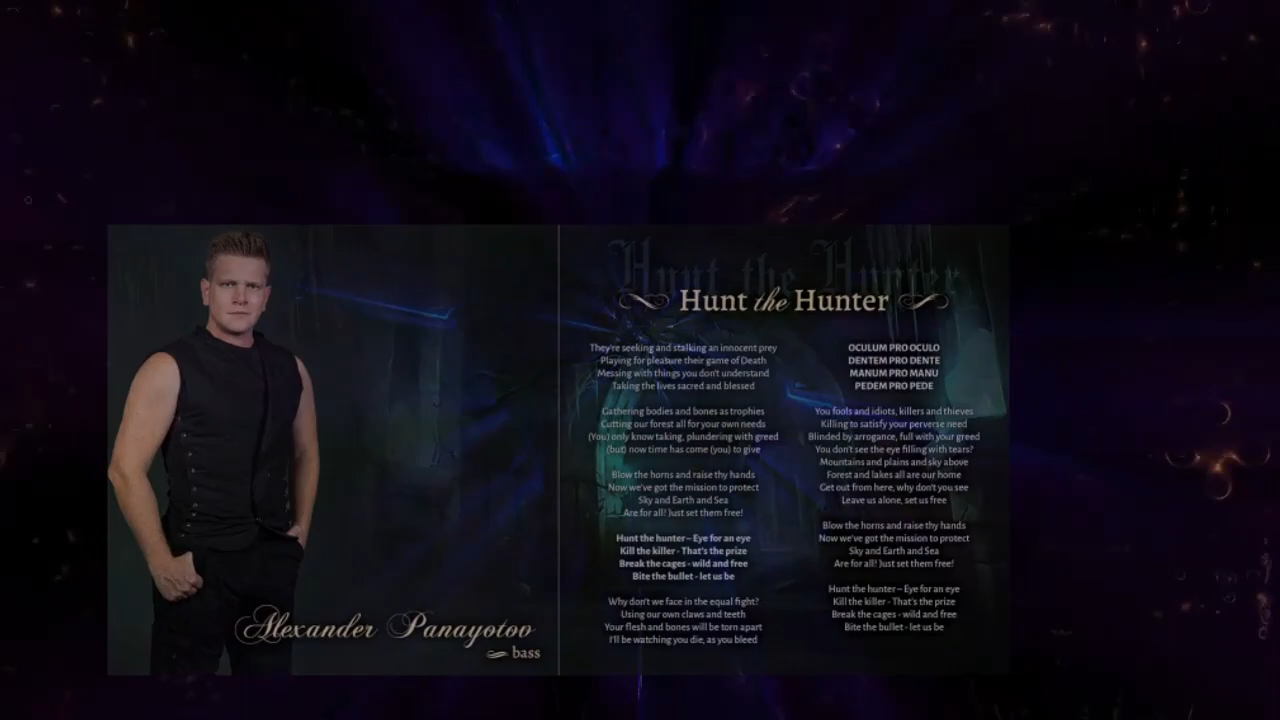 Alexander Panayotov
bass
Hunt the Hunter
Hunt the Hunter
They're seeking and stalking an innocent prey
Playing for pleasure their game of Death
Messing with things you don't understand
Taking the lives sacred and blessed
Gathering bodies and bones as trophies
Cutting our forest all for your own needs
(You) only know taking, plundering with greed
(but) now time has come (you) to give
Blow the horns and raise thy hands
Now we've got the mission to protect
Sky and Earth and Sea
Are for all! Just set them free!
Hunt the hunter – Eye for an eye
Kill the killer - That's the prize
Break the cages - wild and free
Bite the bullet - let us be
Why don't we face in the equal fight?
Using our own claws and teeth
Your flesh and bones will be torn apart
I'll be watching you die, as you bleed
OCULUM PRO OCULO
DENTEM PRO DENTE
MANUM PRO MANU
PEDEM PRO PEDE
You fools and idiots, killers and thieves
Killing to satisfy your perverse need
Blinded by arrogance, full with your greed
You don't see the eye filling with tears?
Mountains and plains and sky above
Forest and lakes all are our home
Get out from here, why don't you see
Leave us alone, set us free
Blow the horns and raise thy hands
Now we've got the mission to protect
Sky and Earth and Sea
Are for all! Just set them free!
Hunt the hunter – Eye for an eye
Kill the killer - That's the prize
Break the cages - wild and free
Bite the bullet - let us be